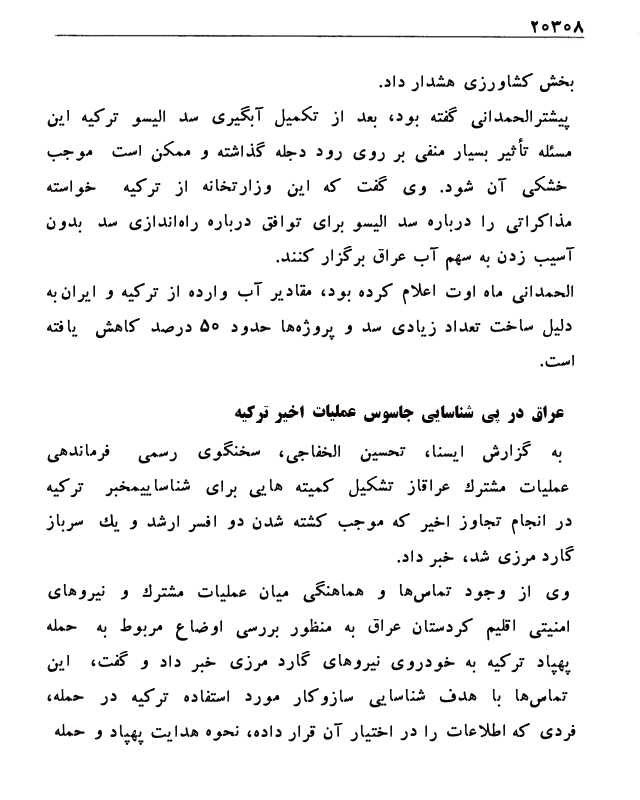 ۲۰۳۰۸
بخش کشاورزی هشدار داد.
پیشترالحمدانی گفته بود، بعد از تکمیل آبگیری سد الیسو ترکیه این
مسئله تأثیر بسیار منفی بر روی رود دجله گذاشته و ممکن است موجب
خشکی آن شود. وی گفت که این وزارتخانه از ترکیه خواسته
مذاکراتی را درباره سد الیسو برای توافق درباره راه‌اندازی سد بدون
آسیب زدن به سهم آب عراق برگزار کنند.
الحمدانی ماه اوت اعلام کرده بود، مقادیر آب وارده از ترکیه و ایران به
دلیل ساخت تعداد زیادی سد و پروژه‌ها حدود ۵۰ درصد کاهش یافته
است.
عراق در پی شناسایی جاسوس عملیات اخیر ترکیه
به گزارش ایسنا، تحسین الخفاجی، سخنگوی رسمی فرماندهی
عملیات مشترك عراقاز تشکیل کمیته هایی برای شناساییمخبر ترکیه
در انجام تجاوز اخیر که موجب کشته شدن دو افسر ارشد و یك سرباز
گارد مرزی شد، خبر داد.
وی از وجود تماس‌ها و هماهنگی میان عملیات مشترك و نیروهای
امنیتی اقلیم کردستان عراق به منظور بررسی اوضاع مربوط به حمله
پهپاد ترکیه به خودروی نیروهای گارد مرزی خبر داد و گفت، این
تماس‌ها با هدف شناسایی سازوکار مورد استفاده ترکیه در حمله،
فردی که اطلاعات را در اختیار آن قرار داده، نحوه هدایت پهپاد و حمله